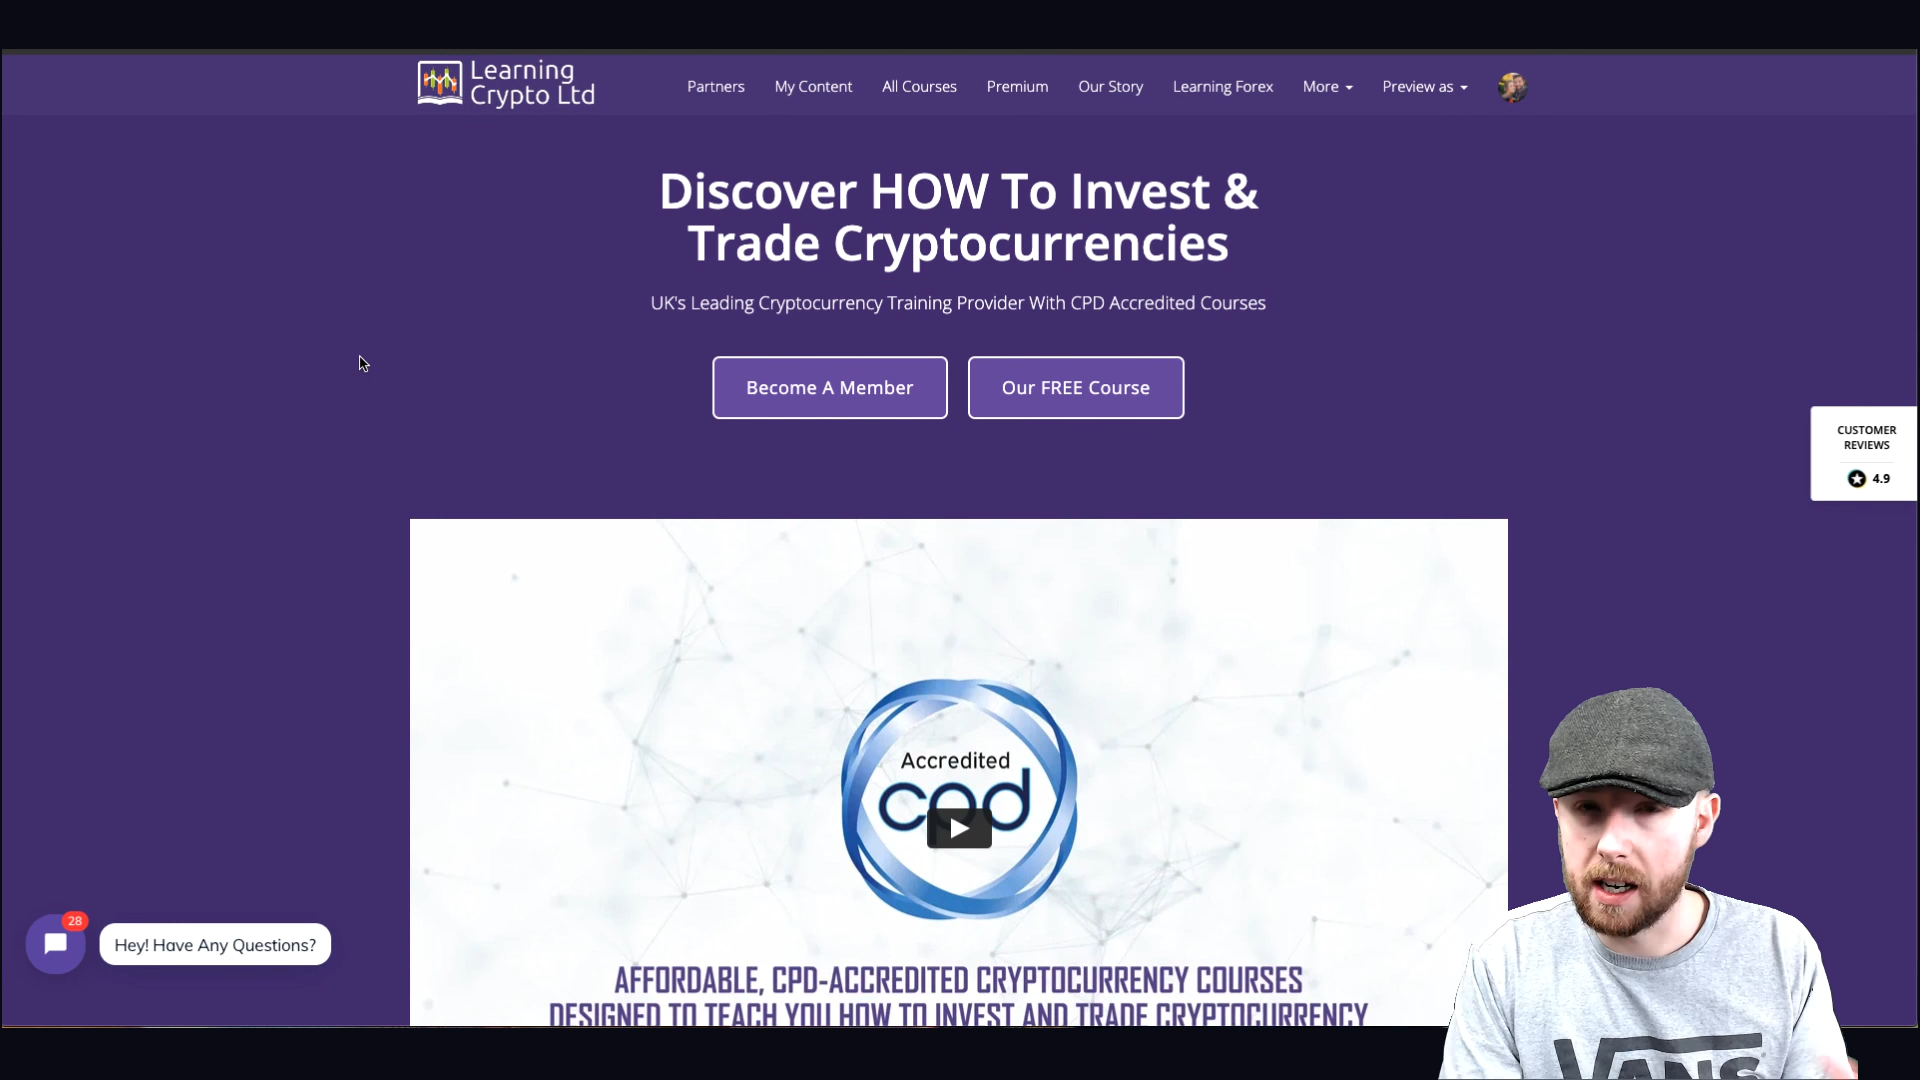 Learning
Crypto Ltd
Partners My Content All Courses Premium Our Story Learning Forex More Preview as
Discover HOW To Invest &
Trade Cryptocurrencies
UK's Leading Cryptocurrency Training Provider With CPD Accredited Courses
Become A Member Our FREE Course
CUSTOMER
REVIEWS
4.9
Accredited
cpd
28
Hey! Have Any Questions?
AFFORDABLE, CPD-ACCREDITED CRYPTOCURRENCY COURSES
DESIGNED TO TEACH YOU HOW TO INVEST AND TRADE CRYPTOCURRENCY
VANS